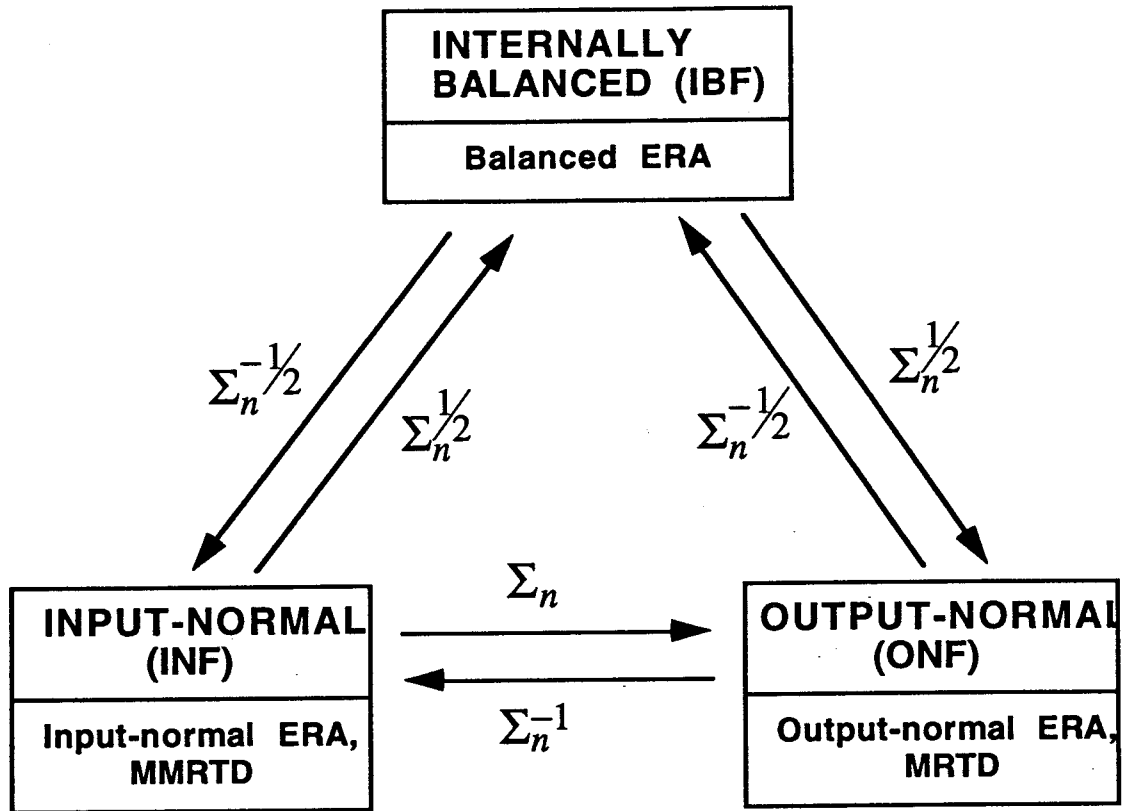 INTERNALLY
BALANCED (IBF)
Balanced ERA
Σₙ^{-1/2}
Σₙ^{1/2}
Σₙ^{-1/2}
Σₙ^{1/2}
INPUT-NORMAL
(INF)
Input-normal ERA,
MMRTD
Σₙ
Σₙ^{-1}
OUTPUT-NORMAL
(ONF)
Output-normal ERA,
MRTD